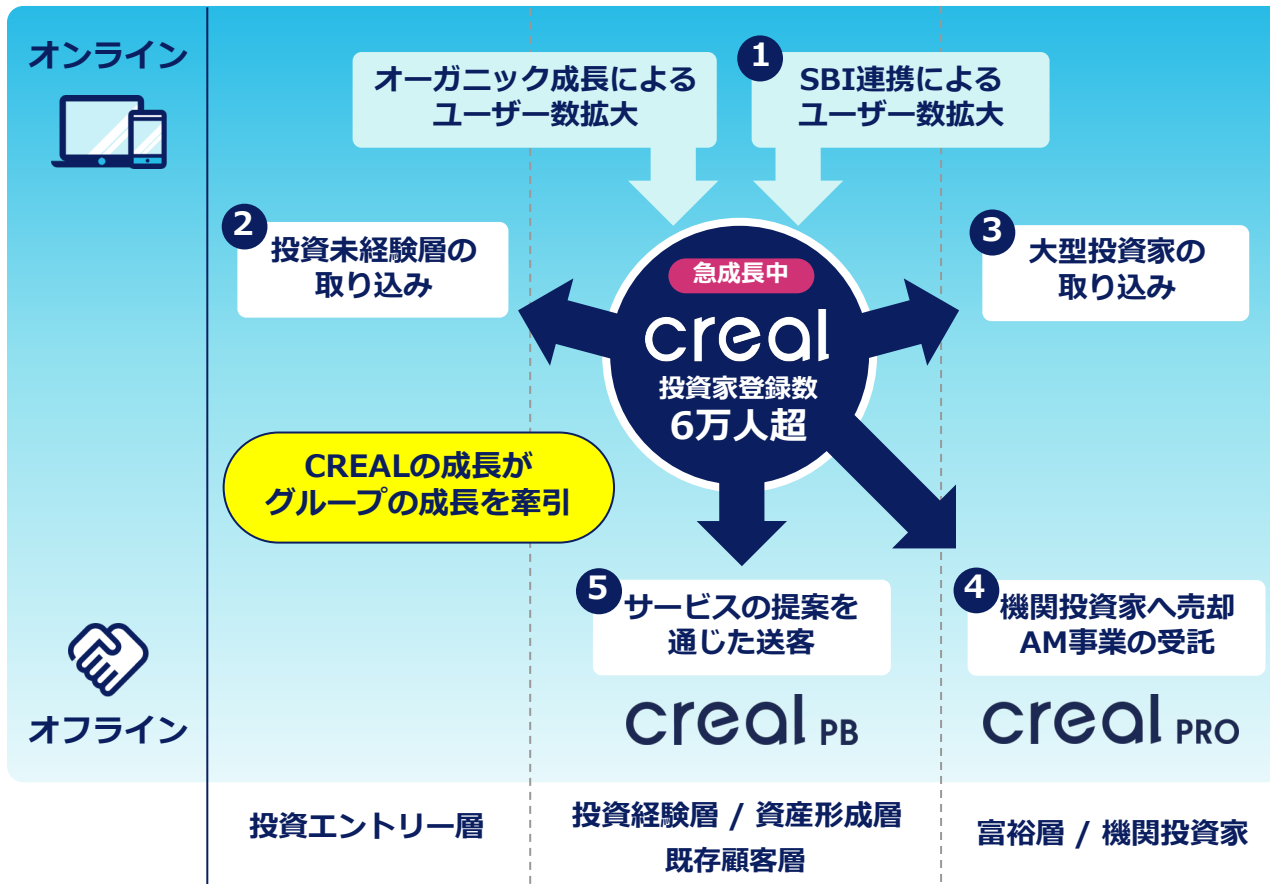 オンライン
オーガニック成長による
ユーザー数拡大
1
SBI連携による
ユーザー数拡大
2
投資未経験層の
取り込み
3
大型投資家の
取り込み
急成長中
creal
投資家登録数
6万人超
CREALの成長が
グループの成長を牽引
5
サービスの提案を
通じた送客
4
機関投資家へ売却
AM事業の受託
オフライン
creal PB
creal PRO
投資エントリー層
投資経験層 / 資産形成層
既存顧客層
富裕層 / 機関投資家